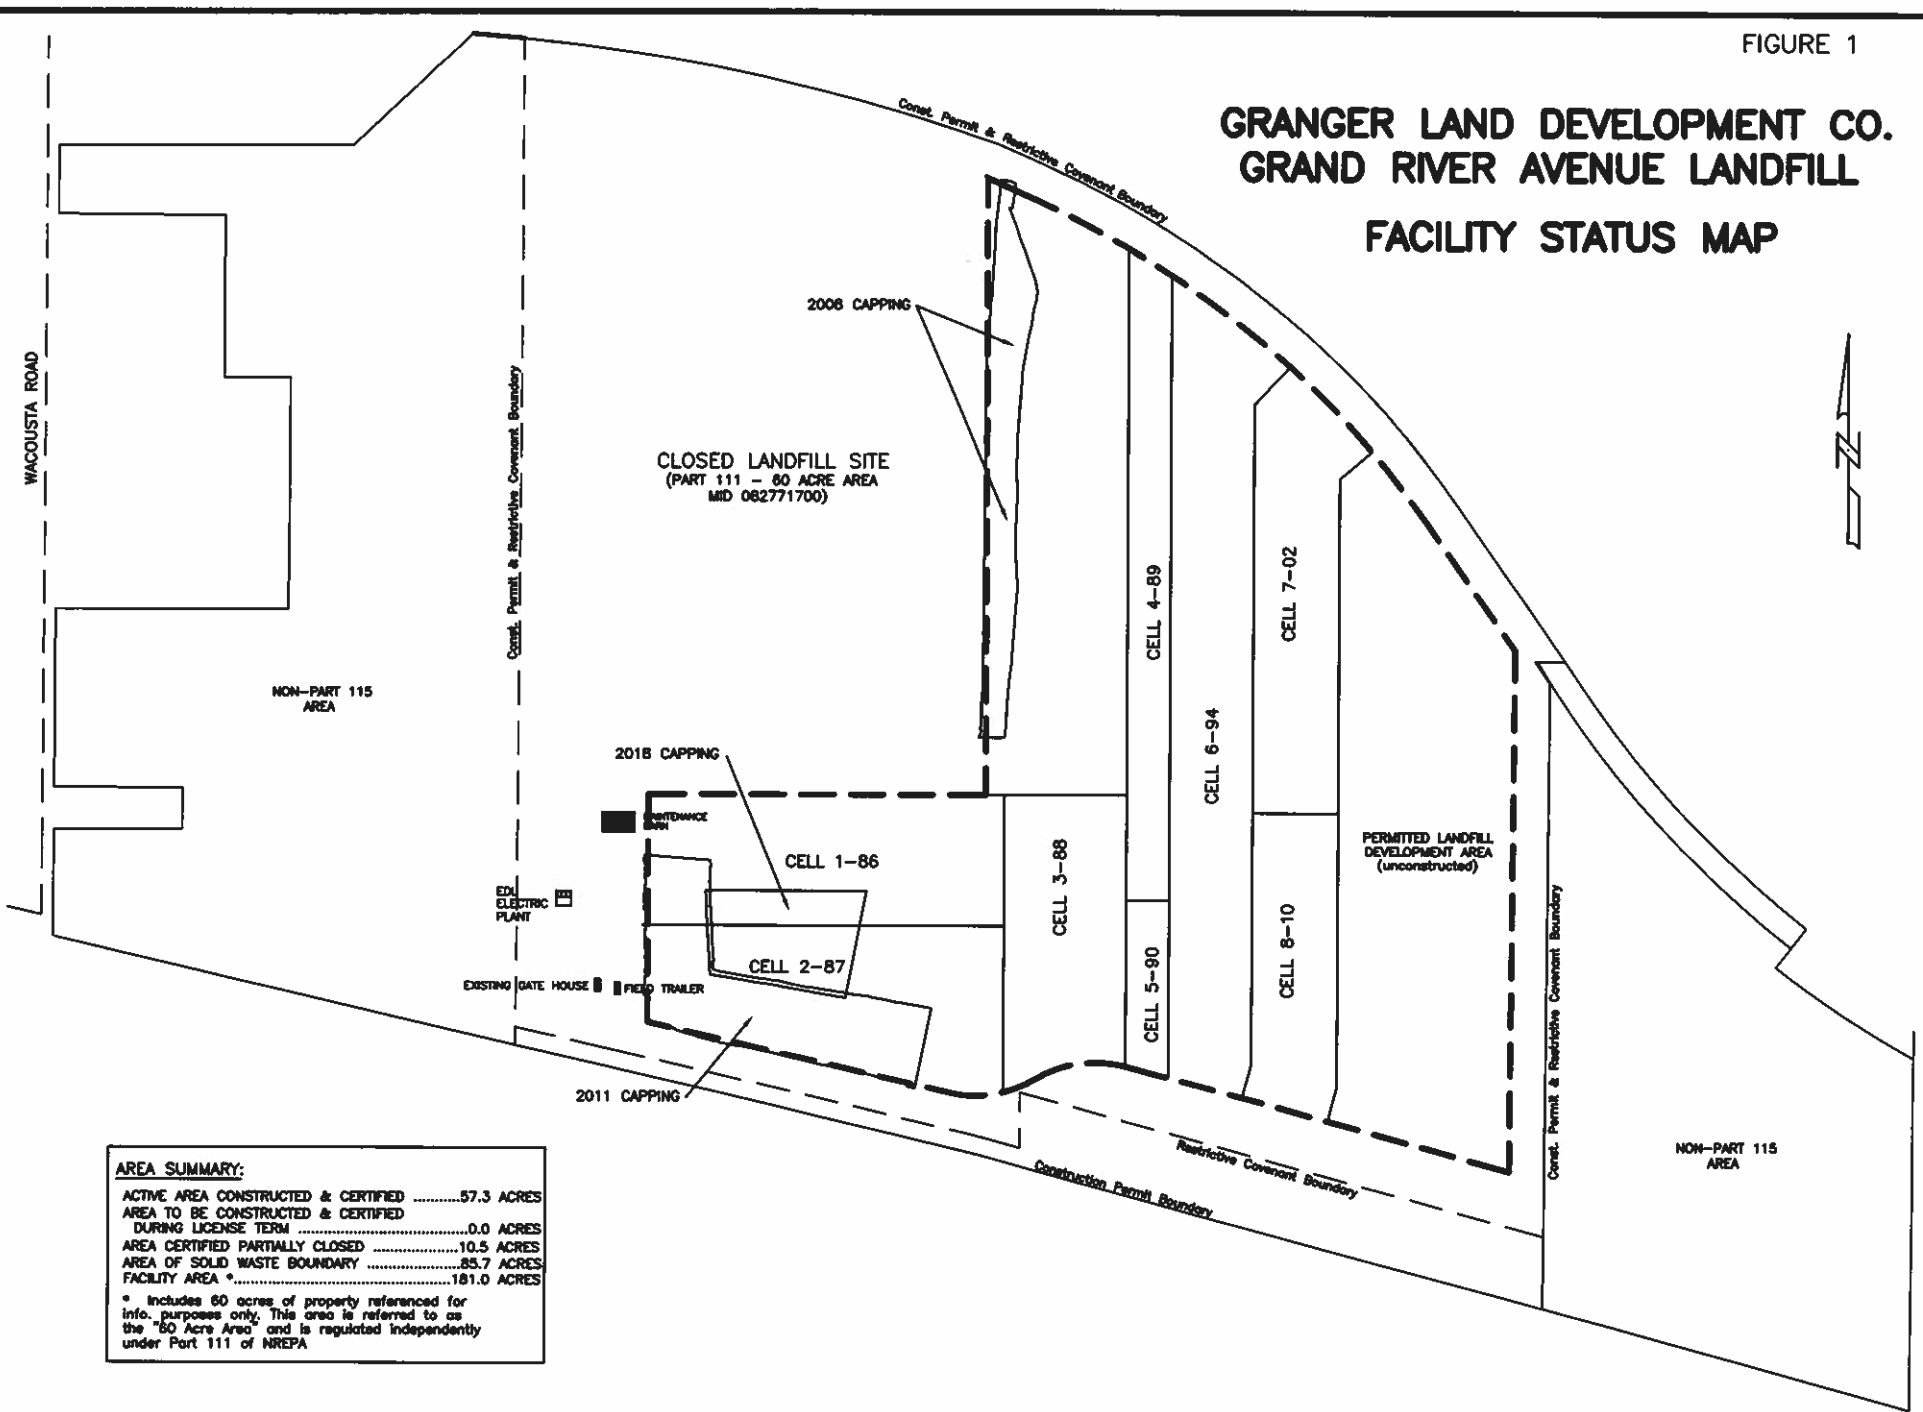 FIGURE 1
GRANGER LAND DEVELOPMENT CO.
GRAND RIVER AVENUE LANDFILL
FACILITY STATUS MAP
Const. Permit & Restrictive Covenant Boundary
WACOUSTA ROAD
Const. Permit & Restrictive Covenant Boundary
2006 CAPPING
CLOSED LANDFILL SITE
(PART 111 – 60 ACRE AREA
MID 082771700)
CELL 4-89
CELL 7-02
CELL 6-94
NON-PART 115
AREA
2018 CAPPING
MAINTENANCE
BARN
CELL 1-86
CELL 3-88
PERMITTED LANDFILL
DEVELOPMENT AREA
(unconstructed)
EDL
ELECTRIC
PLANT
CELL 2-87
CELL 5-90
CELL 8-10
EXISTING GATE HOUSE
FIELD TRAILER
2011 CAPPING
Const. Permit & Restrictive Covenant Boundary
Restrictive Covenant Boundary
Construction Permit Boundary
NON-PART 115
AREA
AREA SUMMARY:
ACTIVE AREA CONSTRUCTED & CERTIFIED ..........57.3 ACRES
AREA TO BE CONSTRUCTED & CERTIFIED
DURING LICENSE TERM ......................................0.0 ACRES
AREA CERTIFIED PARTIALLY CLOSED ..................10.5 ACRES
AREA OF SOLID WASTE BOUNDARY ...................85.7 ACRES
FACILITY AREA *..............................................181.0 ACRES
* Includes 60 acres of property referenced for
info. purposes only. This area is referred to as
the "60 Acre Area" and is regulated independently
under Part 111 of NREPA
N